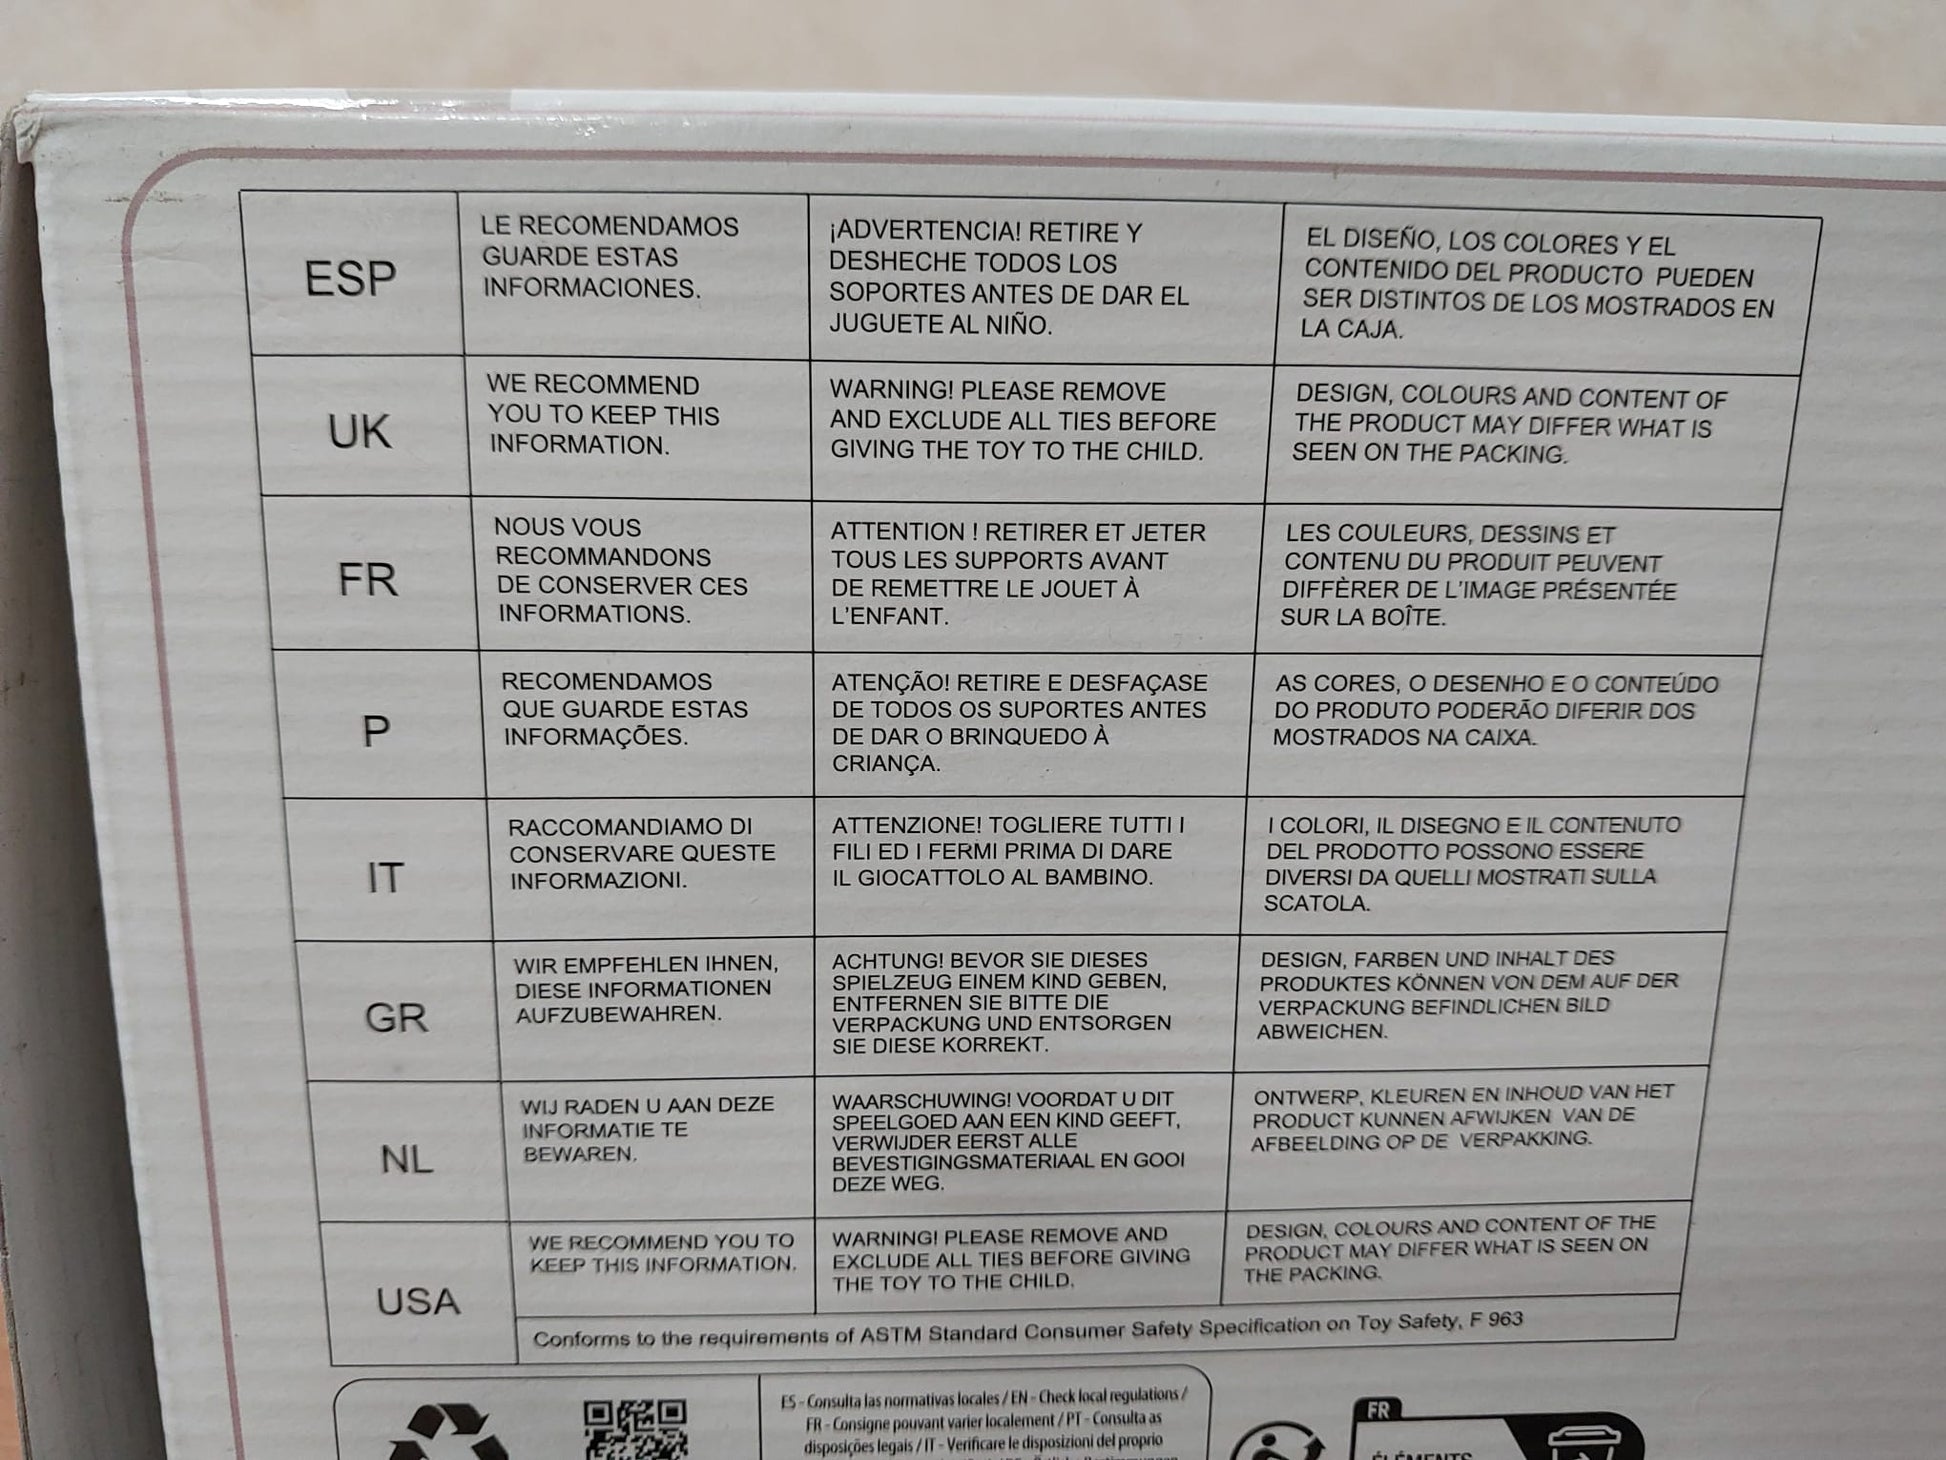 ESP
LE RECOMENDAMOS
GUARDE ESTAS
INFORMACIONES.
¡ADVERTENCIA! RETIRE Y
DESHECHE TODOS LOS
SOPORTES ANTES DE DAR EL
JUGUETE AL NIÑO.
EL DISEÑO, LOS COLORES Y EL
CONTENIDO DEL PRODUCTO PUEDEN
SER DISTINTOS DE LOS MOSTRADOS EN
LA CAJA.
UK
WE RECOMMEND
YOU TO KEEP THIS
INFORMATION.
WARNING! PLEASE REMOVE
AND EXCLUDE ALL TIES BEFORE
GIVING THE TOY TO THE CHILD.
DESIGN, COLOURS AND CONTENT OF
THE PRODUCT MAY DIFFER WHAT IS
SEEN ON THE PACKING.
FR
NOUS VOUS
RECOMMANDONS
DE CONSERVER CES
INFORMATIONS.
ATTENTION ! RETIRER ET JETER
TOUS LES SUPPORTS AVANT
DE REMETTRE LE JOUET À
L'ENFANT.
LES COULEURS, DESSINS ET
CONTENU DU PRODUIT PEUVENT
DIFFÈRER DE L'IMAGE PRÉSENTÉE
SUR LA BOÎTE.
P
RECOMENDAMOS
QUE GUARDE ESTAS
INFORMAÇÕES.
ATENÇÃO! RETIRE E DESFAÇASE
DE TODOS OS SUPORTES ANTES
DE DAR O BRINQUEDO À
CRIANÇA.
AS CORES, O DESENHO E O CONTEÚDO
DO PRODUTO PODERÃO DIFERIR DOS
MOSTRADOS NA CAIXA.
IT
RACCOMANDIAMO DI
CONSERVARE QUESTE
INFORMAZIONI.
ATTENZIONE! TOGLIERE TUTTI I
FILI ED I FERMI PRIMA DI DARE
IL GIOCATTOLO AL BAMBINO.
I COLORI, IL DISEGNO E IL CONTENUTO
DEL PRODOTTO POSSONO ESSERE
DIVERSI DA QUELLI MOSTRATI SULLA
SCATOLA.
GR
WIR EMPFEHLEN IHNEN,
DIESE INFORMATIONEN
AUFZUBEWAHREN.
ACHTUNG! BEVOR SIE DIESES
SPIELZEUG EINEM KIND GEBEN,
ENTFERNEN SIE BITTE DIE
VERPACKUNG UND ENTSORGEN
SIE DIESE KORREKT.
DESIGN, FARBEN UND INHALT DES
PRODUKTES KÖNNEN VON DEM AUF DER
VERPACKUNG BEFINDLICHEN BILD
ABWEICHEN.
NL
WIJ RADEN U AAN DEZE
INFORMATIE TE
BEWAREN.
WAARSCHUWING! VOORDAT U DIT
SPEELGOED AAN EEN KIND GEEFT,
VERWIJDER EERST ALLE
BEVESTIGINGSMATERIAAL EN GOOI
DEZE WEG.
ONTWERP, KLEUREN EN INHOUD VAN HET
PRODUCT KUNNEN AFWIJKEN VAN DE
AFBEELDING OP DE VERPAKKING.
USA
WE RECOMMEND YOU TO
KEEP THIS INFORMATION.
WARNING! PLEASE REMOVE AND
EXCLUDE ALL TIES BEFORE GIVING
THE TOY TO THE CHILD.
DESIGN, COLOURS AND CONTENT OF THE
PRODUCT MAY DIFFER WHAT IS SEEN ON
THE PACKING.
Conforms to the requirements of ASTM Standard Consumer Safety Specification on Toy Safety, F 963
ES - Consulta las normativas locales / EN - Check local regulations /
FR - Consigne pouvant varier localement / PT - Consulta as
disposições legais / IT - Verificare le disposizioni del proprio
FR
ÉLÉMENTS